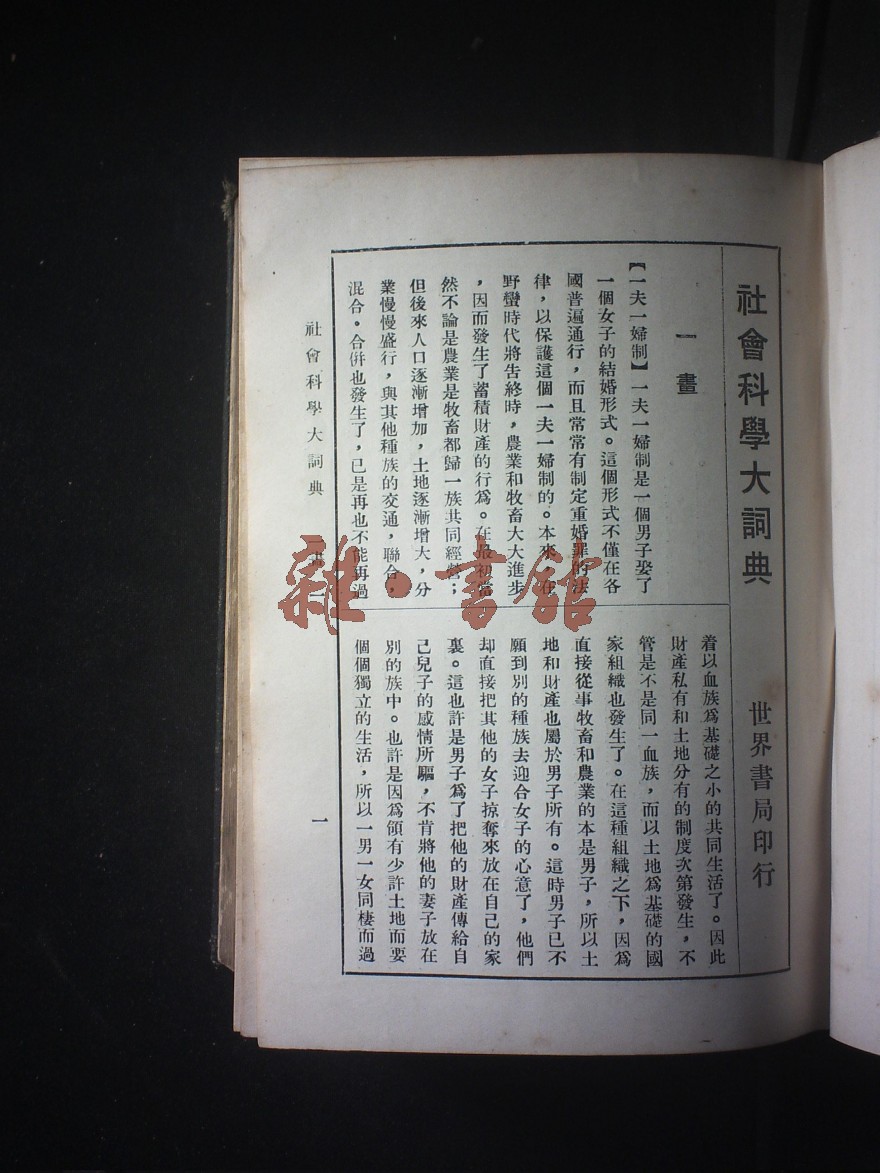 社會科學大詞典
世界書局印行
一畫
【一夫一婦制】一夫一婦制是一個男子娶了
一個女子的結婚形式。這個形式不僅在各
國普遍通行，而且常常有制定重婚罪的法
律，以保護這個一夫一婦制的。本來，在
野蠻時代將告終時，農業和牧畜大大進步
，因而發生了蓄積財產的行爲。在最初當
然不論是農業是牧畜都歸一族共同經營；
但後來人口逐漸增加，土地逐漸增大，分
業慢慢盛行，與其他種族的交通，聯合，
混合。合倂也發生了，已是再也不能再過
着以血族爲基礎之小的共同生活了。因此
財產私有和土地分有的制度次第發生，不
管是不是同一血族，而以土地爲基礎的國
家組織也發生了。在這種組織之下，因爲
直接從事牧畜和農業的本是男子，所以土
地和財產也屬於男子所有。這時男子已不
願到別的種族去迎合女子的心意了，他們
却直接把其他的女子掠奪來放在自己的家
裏。這也許是男子爲了把他的財產傳給自
己兒子的感情所驅，不肯將他的妻子放在
別的族中。也許是因爲領有少許土地而要
個個獨立的生活，所以一男一女同棲而過
社會科學大詞典
一畫
一
雜·書館